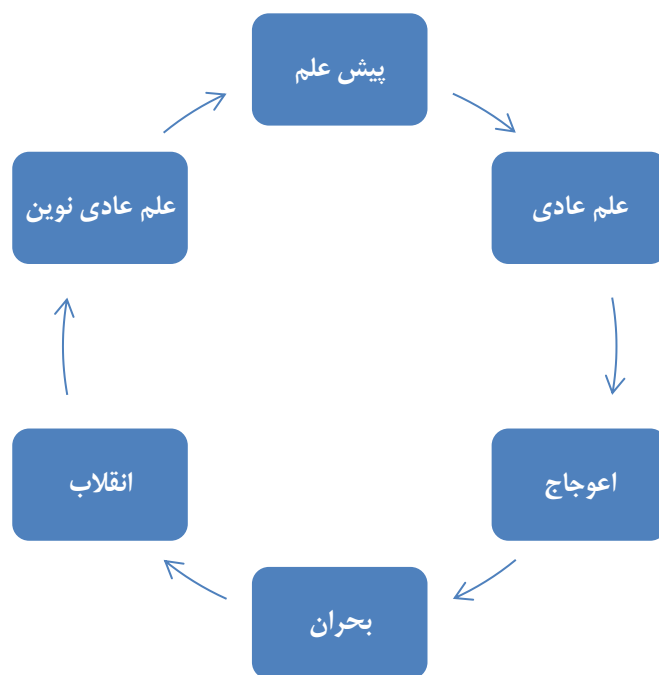 پیش علم
علم عادی
اعوجاج
بحران
انقلاب
علم عادی نوین